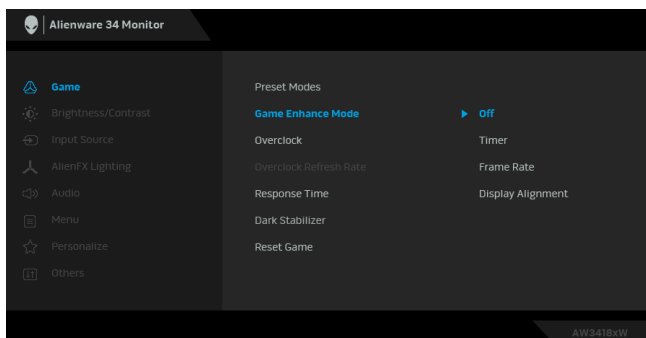 Alienware 34 Monitor
Game
Preset Modes
Brightness/Contrast
Game Enhance Mode
Off
Input Source
Overclock
Timer
AlienFX Lighting
Overclock Refresh Rate
Frame Rate
Audio
Response Time
Display Alignment
Menu
Dark Stabilizer
Personalize
Reset Game
Others
AW3418xW